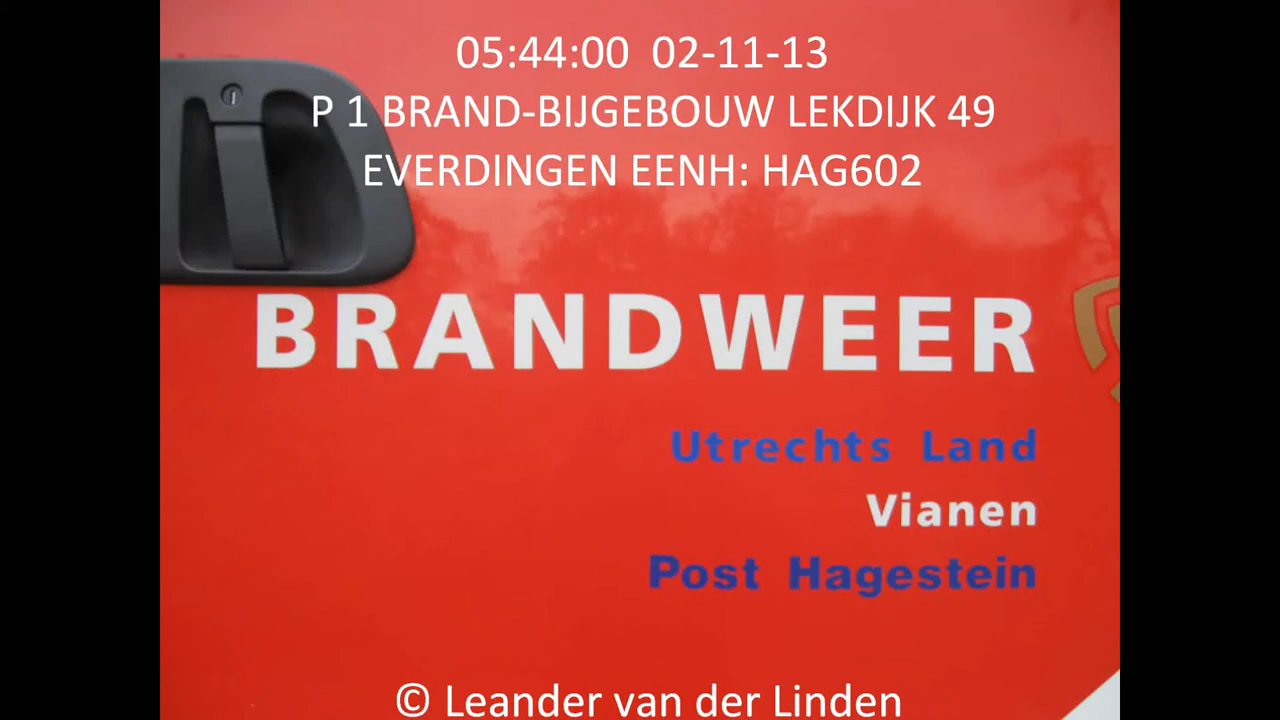 05:44:00 02-11-13
P 1 BRAND-BIJGEBOUW LEKDIJK 49
EVERDINGEN EENH: HAG602
BRANDWEER
Utrechts Land
Vianen
Post Hagestein
© Leander van der Linden